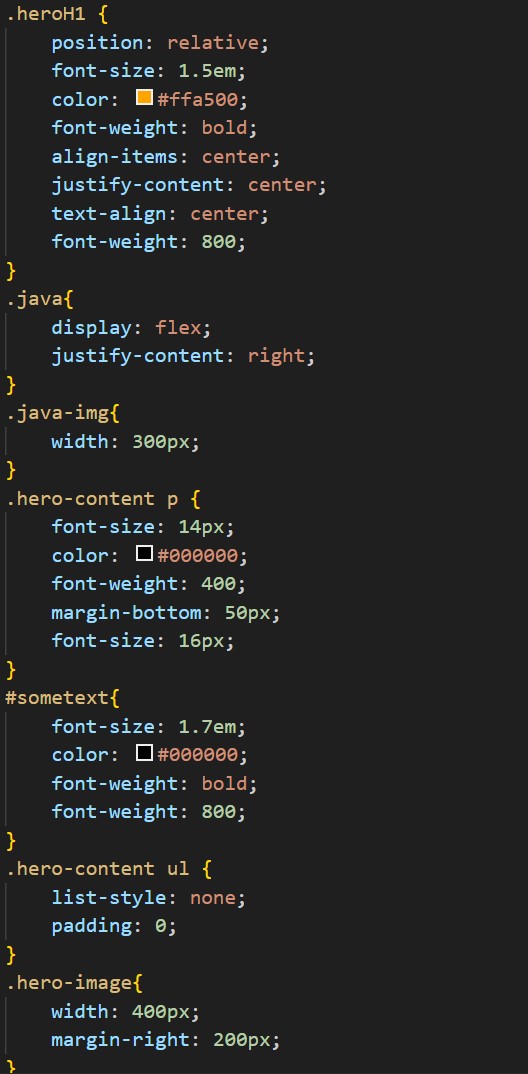 .heroH1 {
    position: relative;
    font-size: 1.5em;
    color: #ffa500;
    font-weight: bold;
    align-items: center;
    justify-content: center;
    text-align: center;
    font-weight: 800;
}
.java{
    display: flex;
    justify-content: right;
}
.java-img{
    width: 300px;
}
.hero-content p {
    font-size: 14px;
    color: #000000;
    font-weight: 400;
    margin-bottom: 50px;
    font-size: 16px;
}
#sometext{
    font-size: 1.7em;
    color: #000000;
    font-weight: bold;
    font-weight: 800;
}
.hero-content ul {
    list-style: none;
    padding: 0;
}
.hero-image{
    width: 400px;
    margin-right: 200px;
}